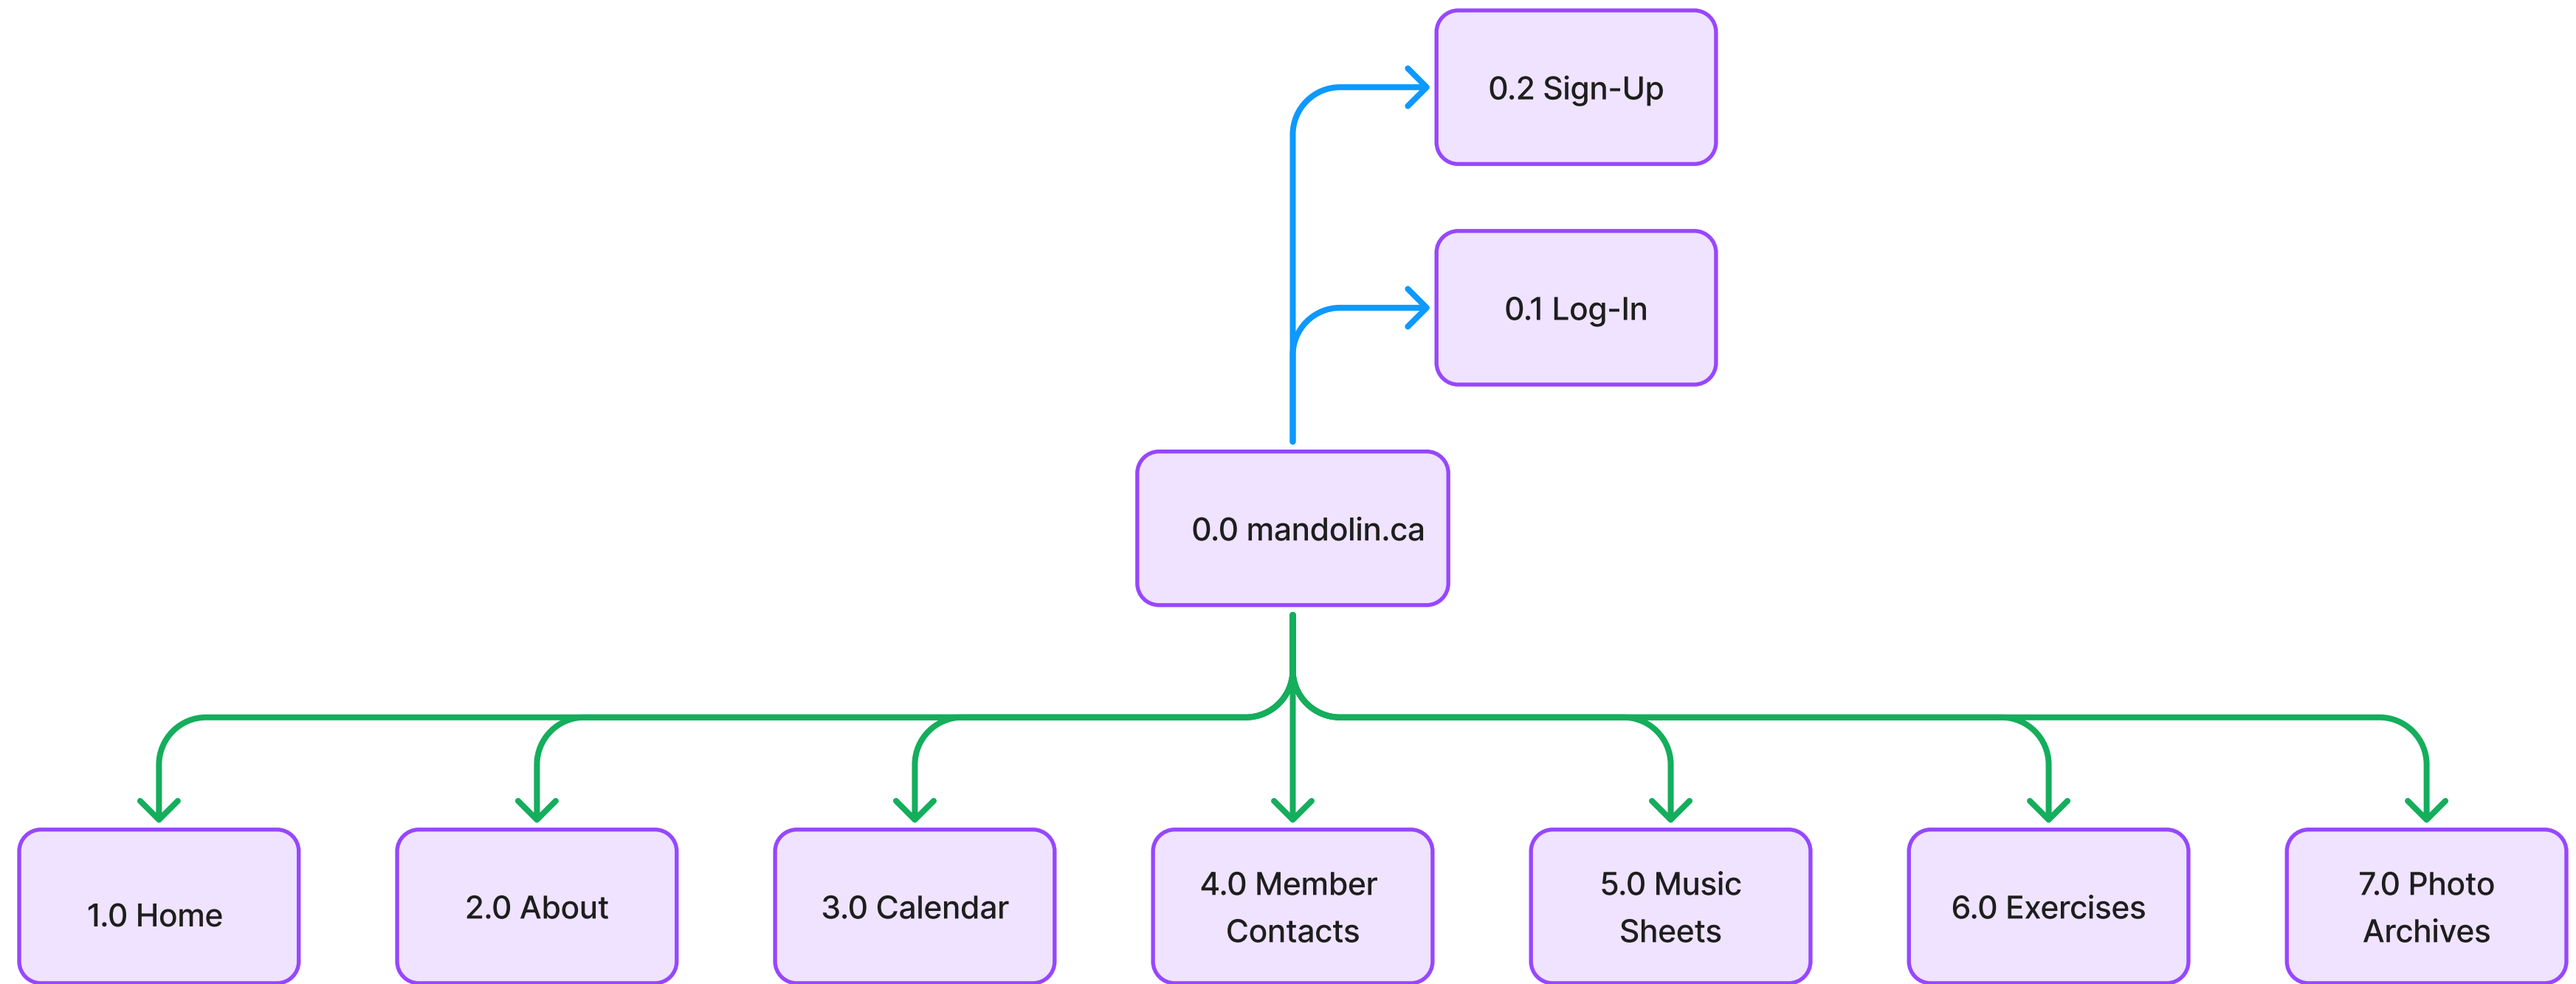 0.2 Sign-Up
0.1 Log-In
0.0 mandolin.ca
1.0 Home
2.0 About
3.0 Calendar
4.0 Member
Contacts
5.0 Music
Sheets
6.0 Exercises
7.0 Photo
Archives